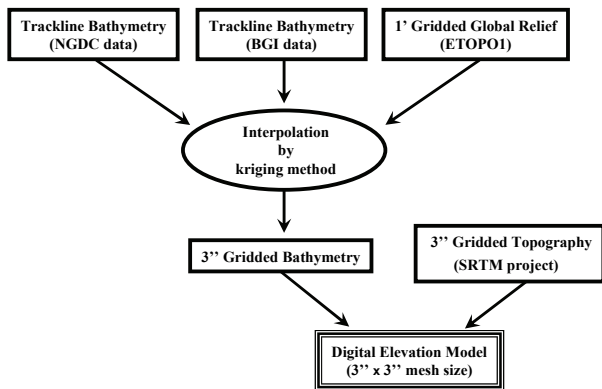 Trackline Bathymetry
(NGDC data)
Trackline Bathymetry
(BGI data)
1’ Gridded Global Relief
(ETOPO1)
Interpolation
by
kriging method
3’’ Gridded Bathymetry
3’’ Gridded Topography
(SRTM project)
Digital Elevation Model
(3’’ x 3’’ mesh size)